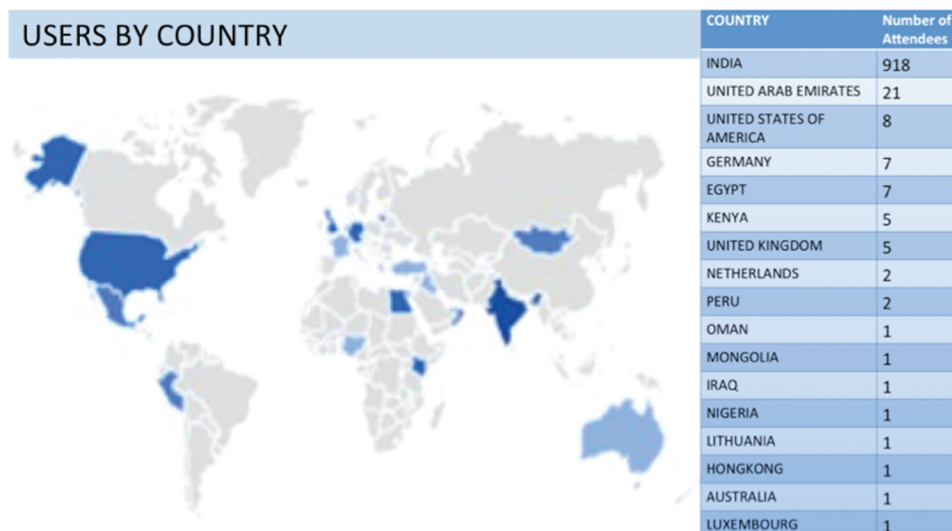 USERS BY COUNTRY
COUNTRY Number of
Attendees
INDIA 918
UNITED ARAB EMIRATES 21
UNITED STATES OF 8
AMERICA
GERMANY 7
EGYPT 7
KENYA 5
UNITED KINGDOM 5
NETHERLANDS 2
PERU 2
OMAN 1
MONGOLIA 1
IRAQ 1
NIGERIA 1
LITHUANIA 1
HONGKONG 1
AUSTRALIA 1
LUXEMBOURG 1